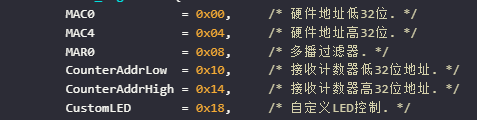 MAC0 = 0x00, /* 硬件地址低32位. */
MAC4 = 0x04, /* 硬件地址高32位. */
MAR0 = 0x08, /* 多播过滤器. */
CounterAddrLow = 0x10, /* 接收计数器低32位地址. */
CounterAddrHigh = 0x14, /* 接收计数器高32位地址. */
CustomLED = 0x18, /* 自定义LED控制. */